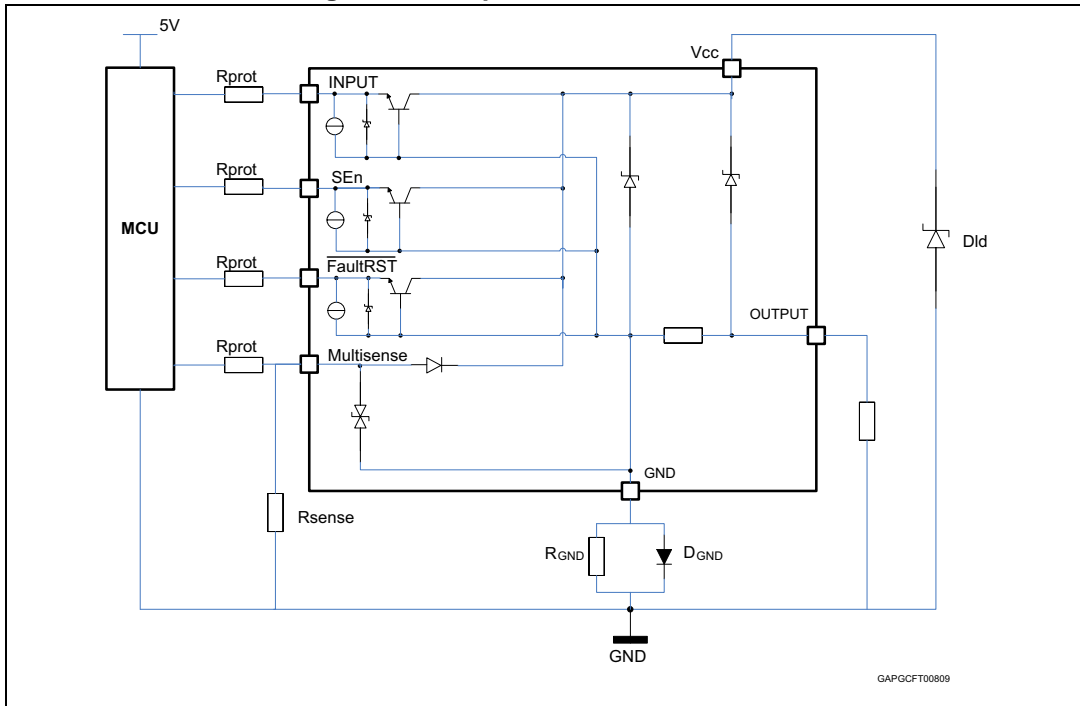 5V
Vcc
Rprot
INPUT
Rprot
SEn
MCU
Dld
Rprot
FaultRST
OUTPUT
Rprot
Multisense
GND
Rsense
RGND
DGND
GND
GAPGCFT00809